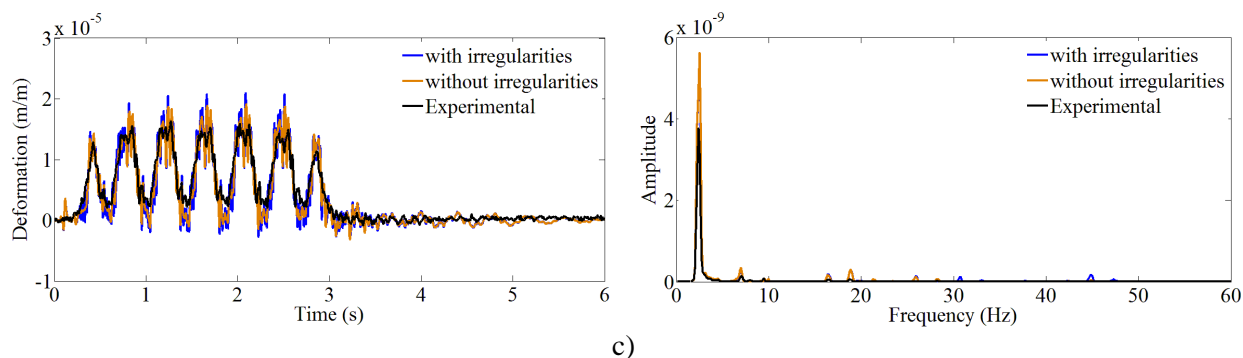 x 10-5
3
2
1
0
-1
Deformation (m/m)
with irregularities
without irregularities
Experimental
0 1 2 3 4 5 6
Time (s)
x 10-9
6
4
2
0
Amplitude
with irregularities
without irregularities
Experimental
0 10 20 30 40 50 60
Frequency (Hz)
c)